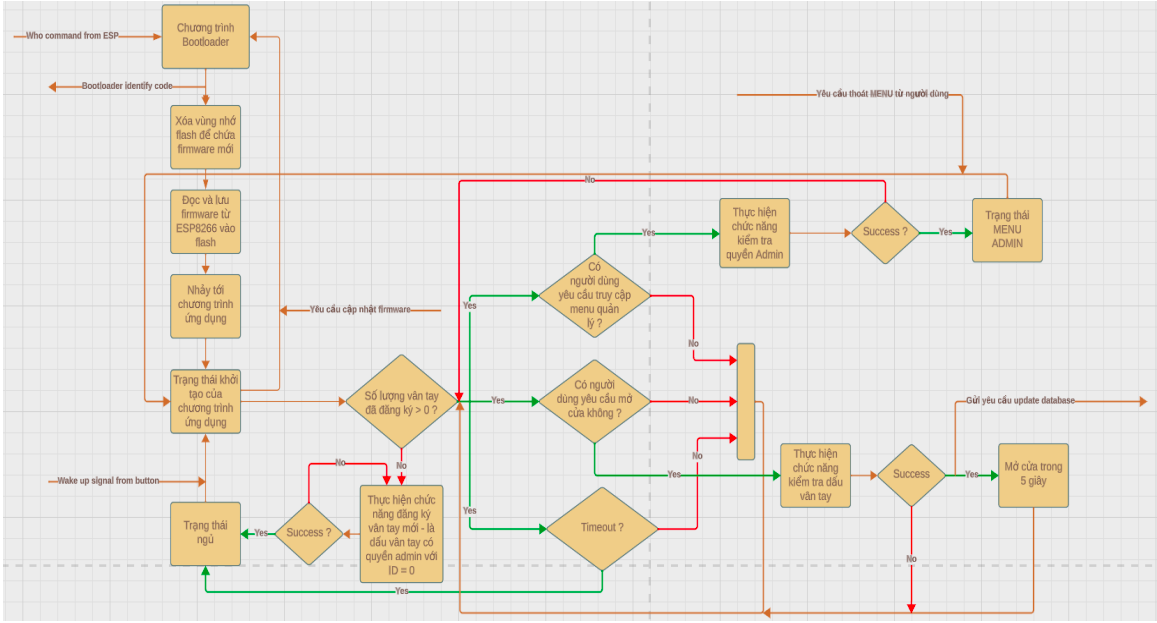 Chương trình
Bootloader
Who command from ESP
Bootloader identify code
Xóa vùng nhớ
flash để chứa
firmware mới
Đọc và lưu
firmware từ
ESP8266 vào
flash
Nhảy tới
chương trình
ứng dụng
Yêu cầu cập nhật firmware
Trạng thái khởi
tạo của
chương trình
ứng dụng
Wake up signal from button
Trạng thái
ngủ
Yes
Success ?
No
Thực hiện chức
năng đăng ký
vân tay mới - là
dấu vân tay có
quyền admin với
ID = 0
No
Số lượng vân tay
đã đăng ký > 0 ?
Yes
Yes
Yes
Có
người dùng
yêu cầu truy cập
menu quản
lý ?
Yes
No
Thực hiện
chức năng
kiểm tra
quyền Admin
Success ?
No
Yes
Trạng thái
MENU
ADMIN
Yêu cầu thoát MENU từ người dùng
Có người
dùng yêu cầu mở
cửa không ?
No
Yes
Timeout ?
No
Yes
Thực hiện
chức năng
kiểm tra dấu
vân tay
Success
Yes
No
Gửi yêu cầu update database
Mở cửa trong
5 giây